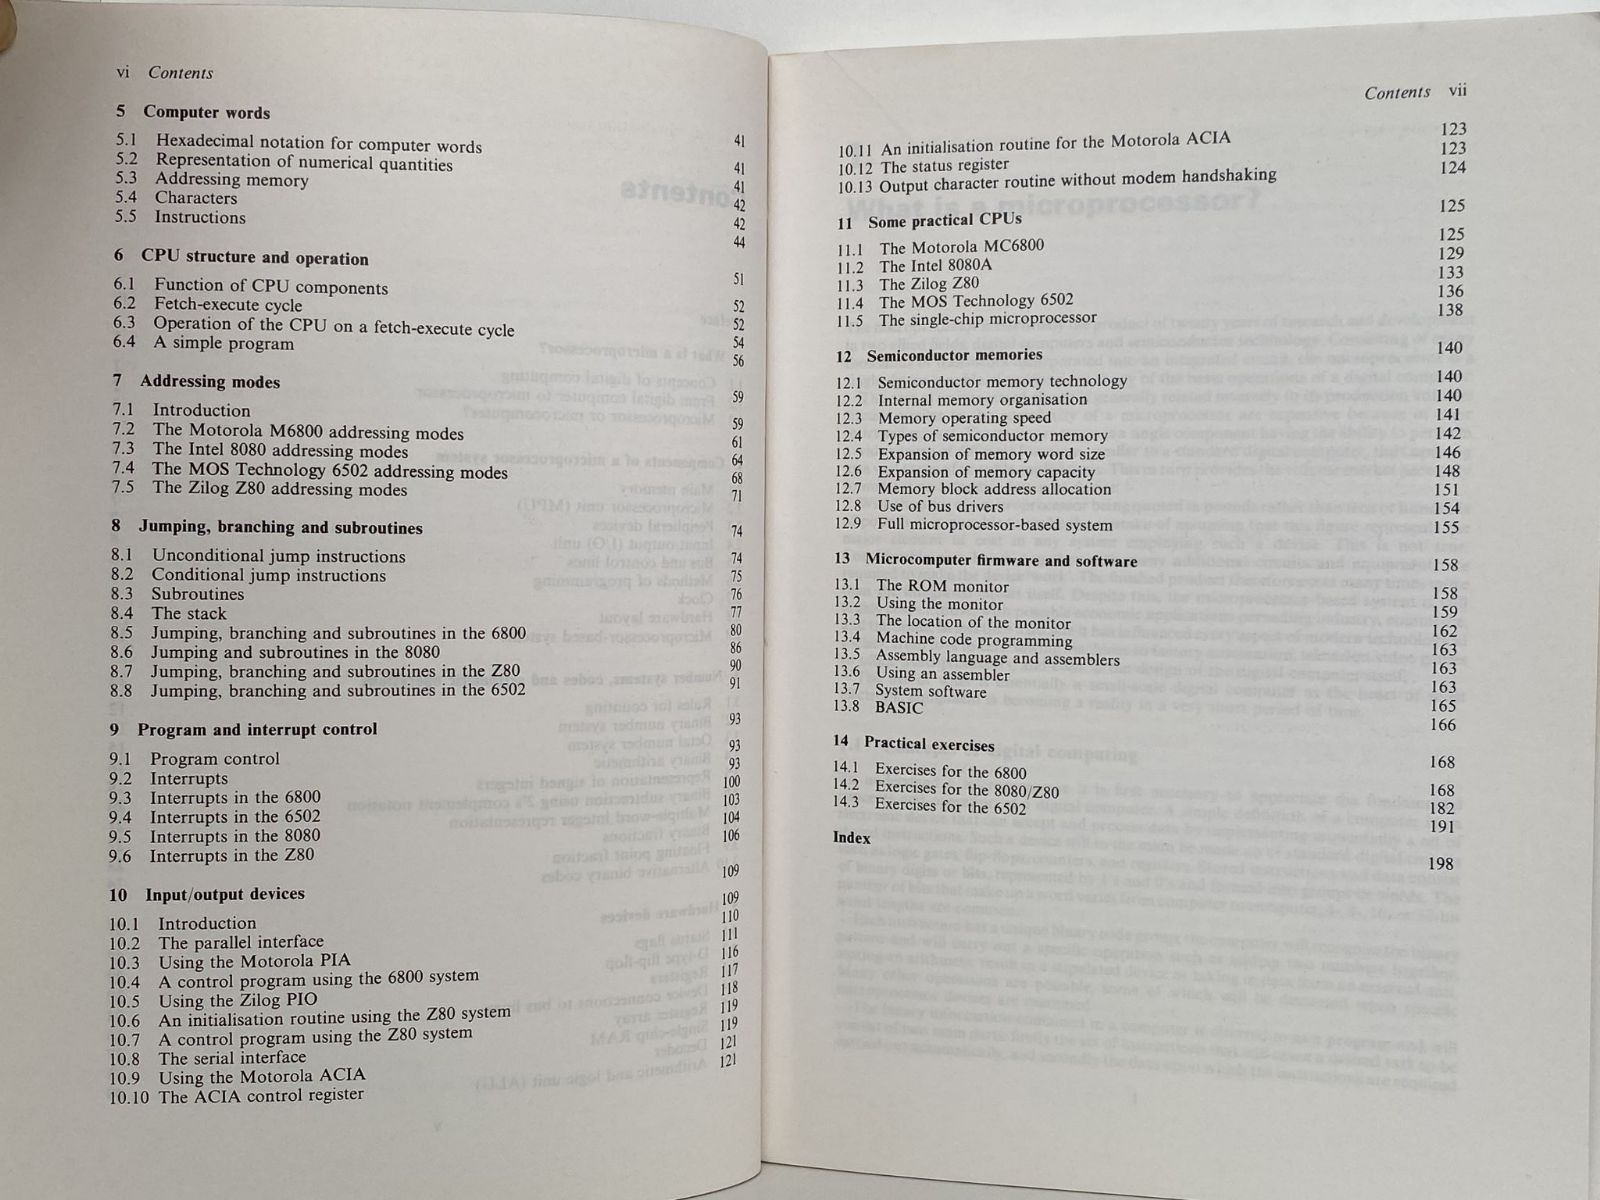 vi Contents
5 Computer words 41
5.1 Hexadecimal notation for computer words 41
5.2 Representation of numerical quantities 41
5.3 Addressing memory 42
5.4 Characters 42
5.5 Instructions 44
6 CPU structure and operation 51
6.1 Function of CPU components 52
6.2 Fetch-execute cycle 52
6.3 Operation of the CPU on a fetch-execute cycle 54
6.4 A simple program 56
7 Addressing modes 59
7.1 Introduction 59
7.2 The Motorola M6800 addressing modes 61
7.3 The Intel 8080 addressing modes 64
7.4 The MOS Technology 6502 addressing modes 68
7.5 The Zilog Z80 addressing modes 71
8 Jumping, branching and subroutines 74
8.1 Unconditional jump instructions 74
8.2 Conditional jump instructions 75
8.3 Subroutines 76
8.4 The stack 77
8.5 Jumping, branching and subroutines in the 6800 80
8.6 Jumping and subroutines in the 8080 86
8.7 Jumping, branching and subroutines in the Z80 90
8.8 Jumping, branching and subroutines in the 6502 91
9 Program and interrupt control 93
9.1 Program control 93
9.2 Interrupts 93
9.3 Interrupts in the 6800 100
9.4 Interrupts in the 6502 103
9.5 Interrupts in the 8080 104
9.6 Interrupts in the Z80 106
10 Input/output devices 109
10.1 Introduction 109
10.2 The parallel interface 110
10.3 Using the Motorola PIA 111
10.4 A control program using the 6800 system 116
10.5 Using the Zilog PIO 117
10.6 An initialisation routine using the Z80 system 118
10.7 A control program using the Z80 system 119
10.8 The serial interface 119
10.9 Using the Motorola ACIA 121
10.10 The ACIA control register 121
Contents vii
10.11 An initialisation routine for the Motorola ACIA 123
10.12 The status register 123
10.13 Output character routine without modem handshaking 124
11 Some practical CPUs 125
11.1 The Motorola MC6800 125
11.2 The Intel 8080A 129
11.3 The Zilog Z80 133
11.4 The MOS Technology 6502 136
11.5 The single-chip microprocessor 138
12 Semiconductor memories 140
12.1 Semiconductor memory technology 140
12.2 Internal memory organisation 140
12.3 Memory operating speed 141
12.4 Types of semiconductor memory 142
12.5 Expansion of memory word size 146
12.6 Expansion of memory capacity 148
12.7 Memory block address allocation 151
12.8 Use of bus drivers 154
12.9 Full microprocessor-based system 155
13 Microcomputer firmware and software 158
13.1 The ROM monitor 158
13.2 Using the monitor 159
13.3 The location of the monitor 162
13.4 Machine code programming 163
13.5 Assembly language and assemblers 163
13.6 Using an assembler 163
13.7 System software 165
13.8 BASIC 166
14 Practical exercises 168
14.1 Exercises for the 6800 168
14.2 Exercises for the 8080/Z80 182
14.3 Exercises for the 6502 191
Index 198